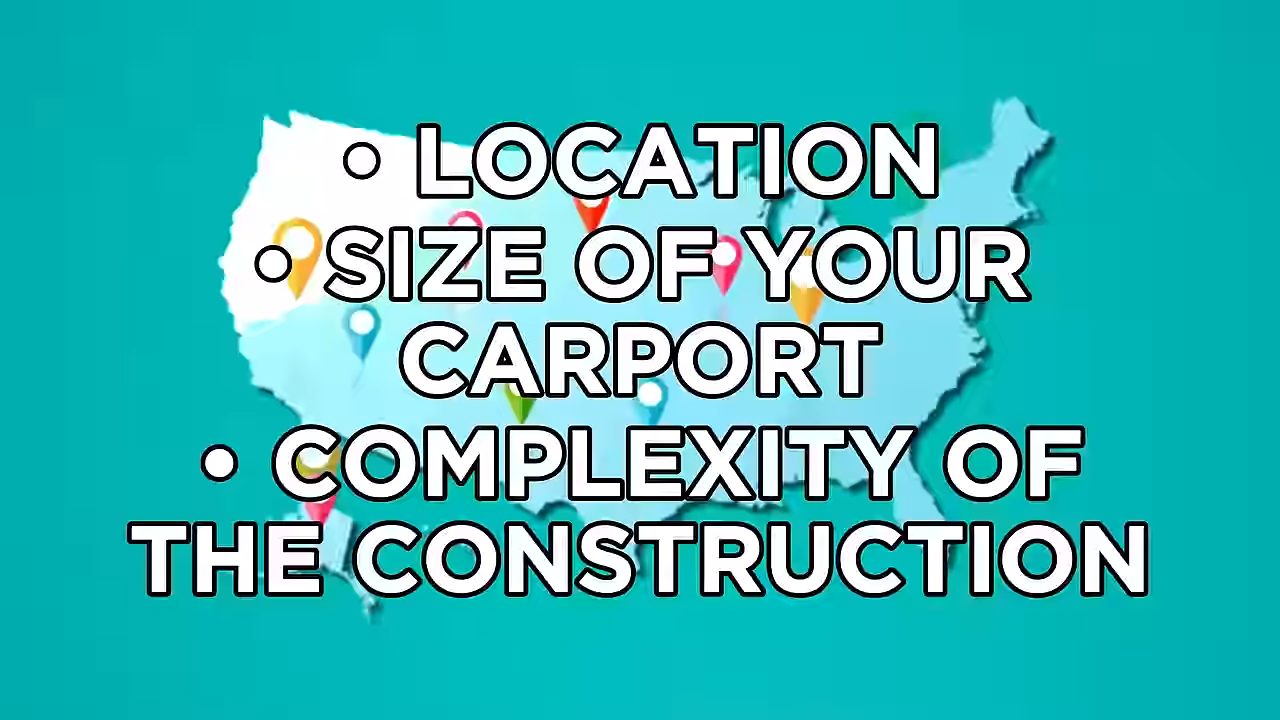 • LOCATION
• SIZE OF YOUR
CARPORT
• COMPLEXITY OF
THE CONSTRUCTION